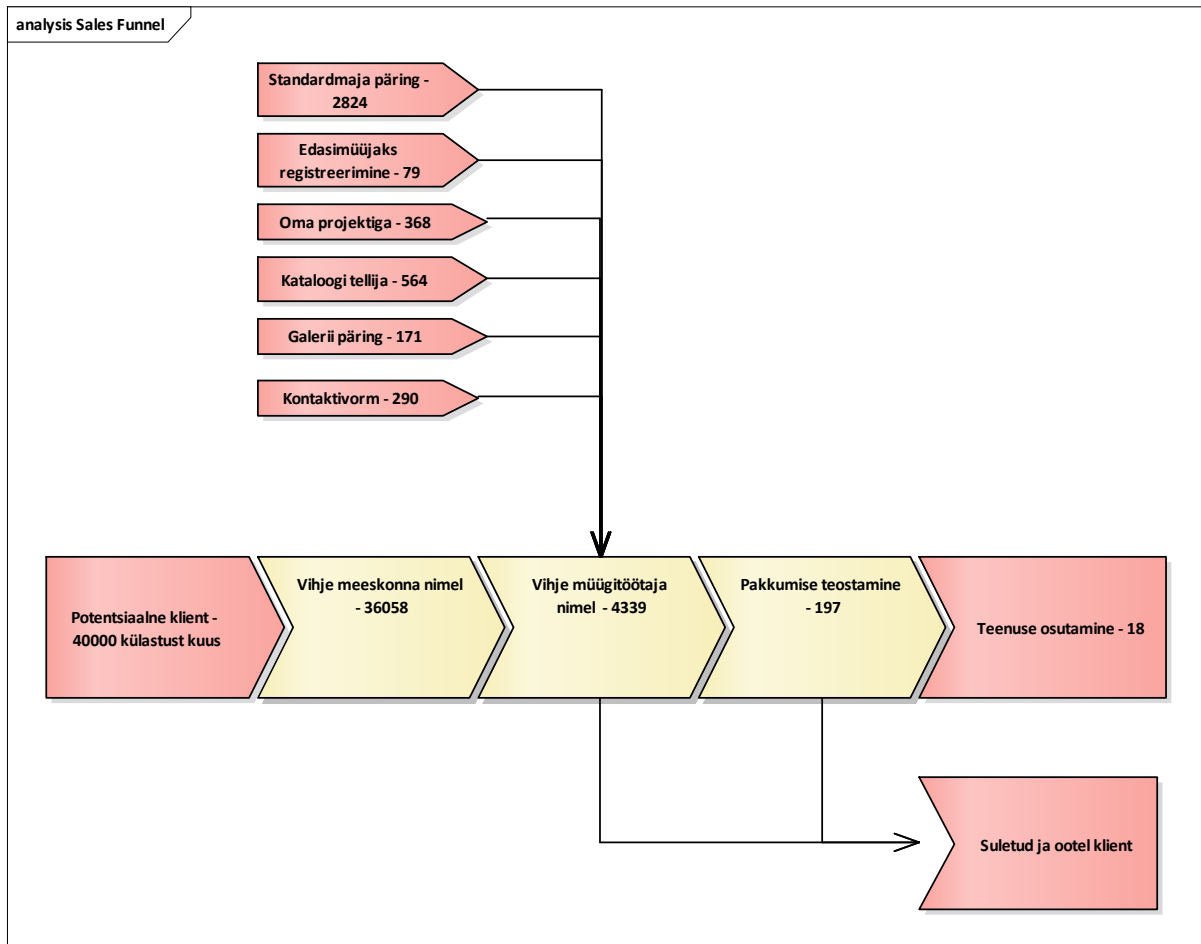 analysis Sales Funnel
Standardmaja päring -
2824
Edasimüüjaks
registreerimine - 79
Oma projektiga - 368
Kataloogi tellija - 564
Galerii päring - 171
Kontaktivorm - 290
Potentsiaalne klient -
40000 külastust kuus
Vihje meeskonna nimel
- 36058
Vihje müügitöötaja
nimel - 4339
Pakkumise teostamine
- 197
Teenuse osutamine - 18
Suletud ja ootel klient